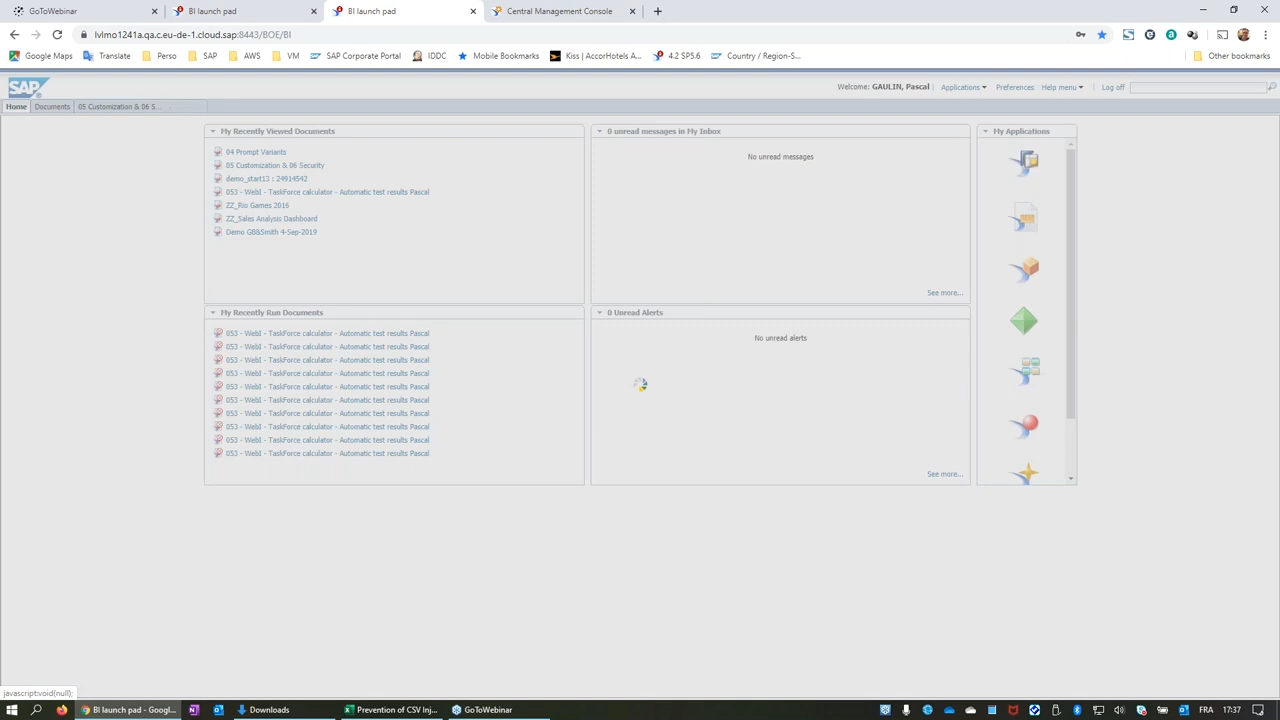 GoToWebinar
BI launch pad
BI launch pad
Central Management Console
lvlmo1241a.qa.c.eu-de-1.cloud.sap:8443/BOE/BI
Google Maps
Translate
Perso
SAP
AWS
VM
SAP Corporate Portal
IDDC
Mobile Bookmarks
Kiss | AccorHotels A...
4.2 SP5.6
Country / Region-S...
Other bookmarks
SAP
Welcome: GAULIN, Pascal
Applications
Preferences
Help menu
Log off
Home
Documents
05 Customization & 06 S...
My Recently Viewed Documents
04 Prompt Variants
05 Customization & 06 Security
demo_start13 : 24914542
053 - WebI - TaskForce calculator - Automatic test results Pascal
ZZ_Rio Games 2016
ZZ_Sales Analysis Dashboard
Demo GB&Smith 4-Sep-2019
0 unread messages in My Inbox
No unread messages
See more...
My Applications
My Recently Run Documents
053 - WebI - TaskForce calculator - Automatic test results Pascal
053 - WebI - TaskForce calculator - Automatic test results Pascal
053 - WebI - TaskForce calculator - Automatic test results Pascal
053 - WebI - TaskForce calculator - Automatic test results Pascal
053 - WebI - TaskForce calculator - Automatic test results Pascal
053 - WebI - TaskForce calculator - Automatic test results Pascal
053 - WebI - TaskForce calculator - Automatic test results Pascal
053 - WebI - TaskForce calculator - Automatic test results Pascal
053 - WebI - TaskForce calculator - Automatic test results Pascal
053 - WebI - TaskForce calculator - Automatic test results Pascal
0 Unread Alerts
No unread alerts
See more...
javascript:void(null);
BI launch pad - Googl...
Downloads
Prevention of CSV Inj...
GoToWebinar
FRA
17:37